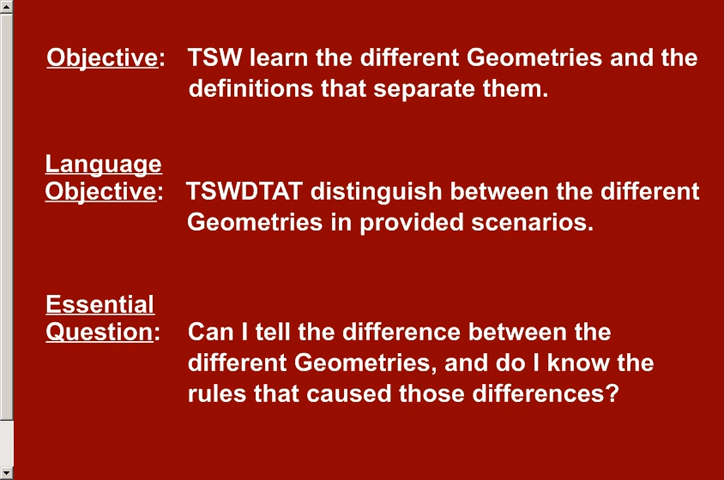 Objective: TSW learn the different Geometries and the
definitions that separate them.
Language
Objective: TSWDTAT distinguish between the different
Geometries in provided scenarios.
Essential
Question: Can I tell the difference between the
different Geometries, and do I know the
rules that caused those differences?